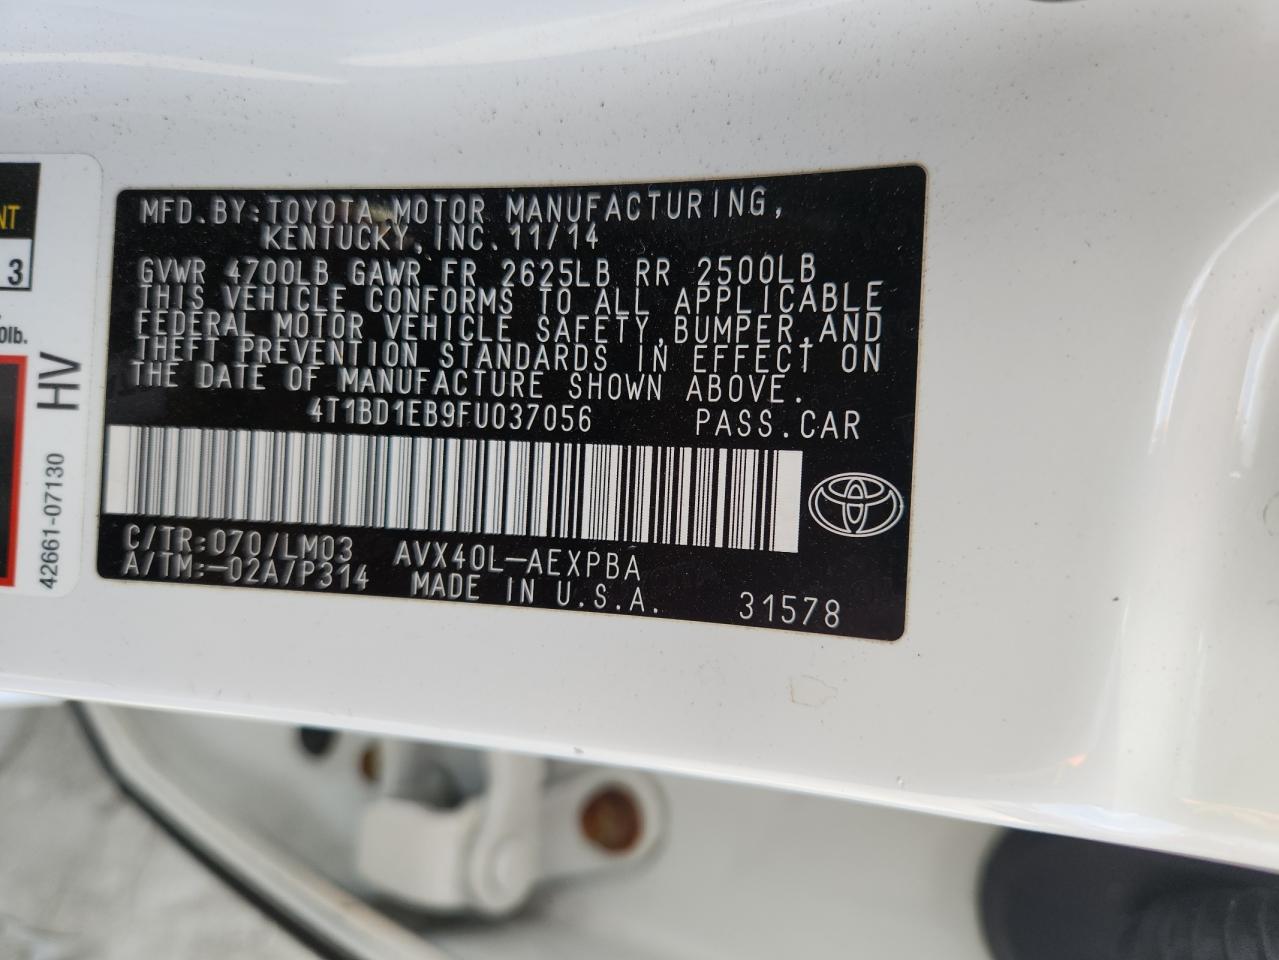 MFD.BY:TOYOTA MOTOR MANUFACTURING,
KENTUCKY,INC.11/14
GVWR 4700LB GAWR FR 2625LB RR 2500LB
THIS VEHICLE CONFORMS TO ALL APPLICABLE
FEDERAL MOTOR VEHICLE SAFETY,BUMPER,AND
THEFT PREVENTION STANDARDS IN EFFECT ON
THE DATE OF MANUFACTURE SHOWN ABOVE.
4T1BD1EB9FU037056 PASS.CAR
C/TR:070/LM03 AVX40L-AEXPBA
A/TM:-02A/P314 MADE IN U.S.A. 31578
NT
3
0lb.
42661-07130 HV